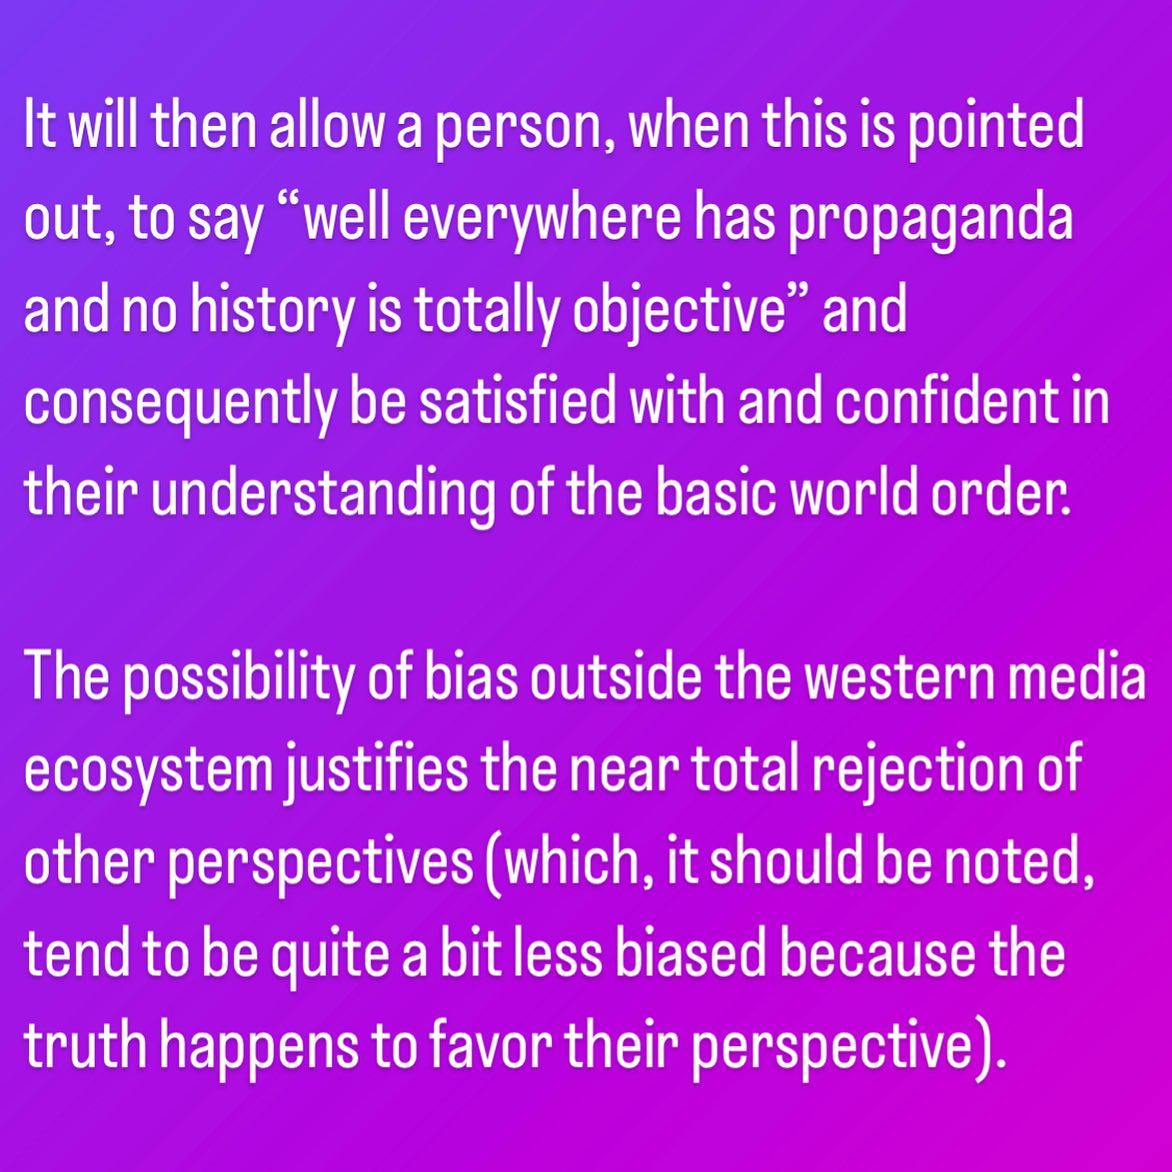 It will then allow a person, when this is pointed
out, to say “well everywhere has propaganda
and no history is totally objective” and
consequently be satisfied with and confident in
their understanding of the basic world order.
The possibility of bias outside the western media
ecosystem justifies the near total rejection of
other perspectives (which, it should be noted,
tend to be quite a bit less biased because the
truth happens to favor their perspective).